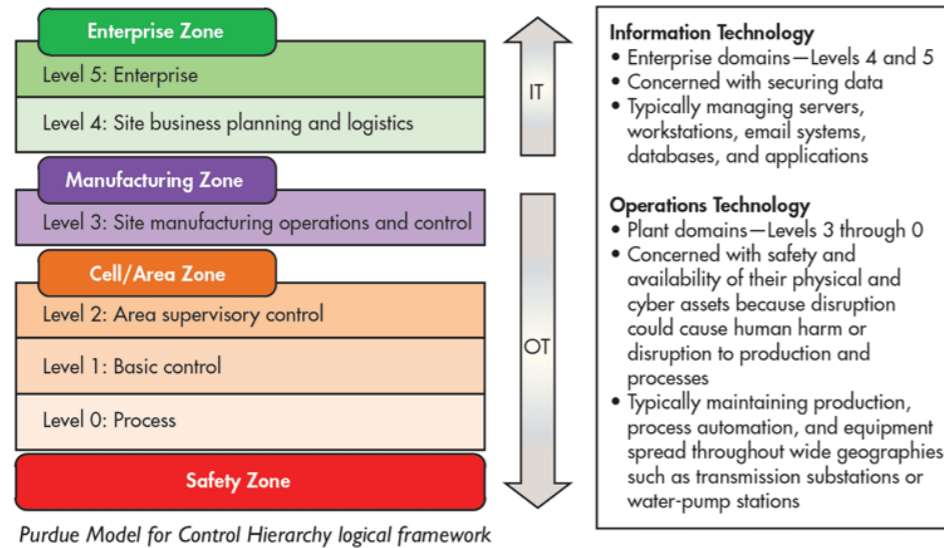 Enterprise Zone
Level 5: Enterprise
Level 4: Site business planning and logistics
Manufacturing Zone
Level 3: Site manufacturing operations and control
Cell/Area Zone
Level 2: Area supervisory control
Level 1: Basic control
Level 0: Process
Safety Zone
Purdue Model for Control Hierarchy logical framework
IT
OT
Information Technology
• Enterprise domains—Levels 4 and 5
• Concerned with securing data
• Typically managing servers,
workstations, email systems,
databases, and applications
Operations Technology
• Plant domains—Levels 3 through 0
• Concerned with safety and
availability of their physical and
cyber assets because disruption
could cause human harm or
disruption to production and
processes
• Typically maintaining production,
process automation, and equipment
spread throughout wide geographies
such as transmission substations or
water-pump stations